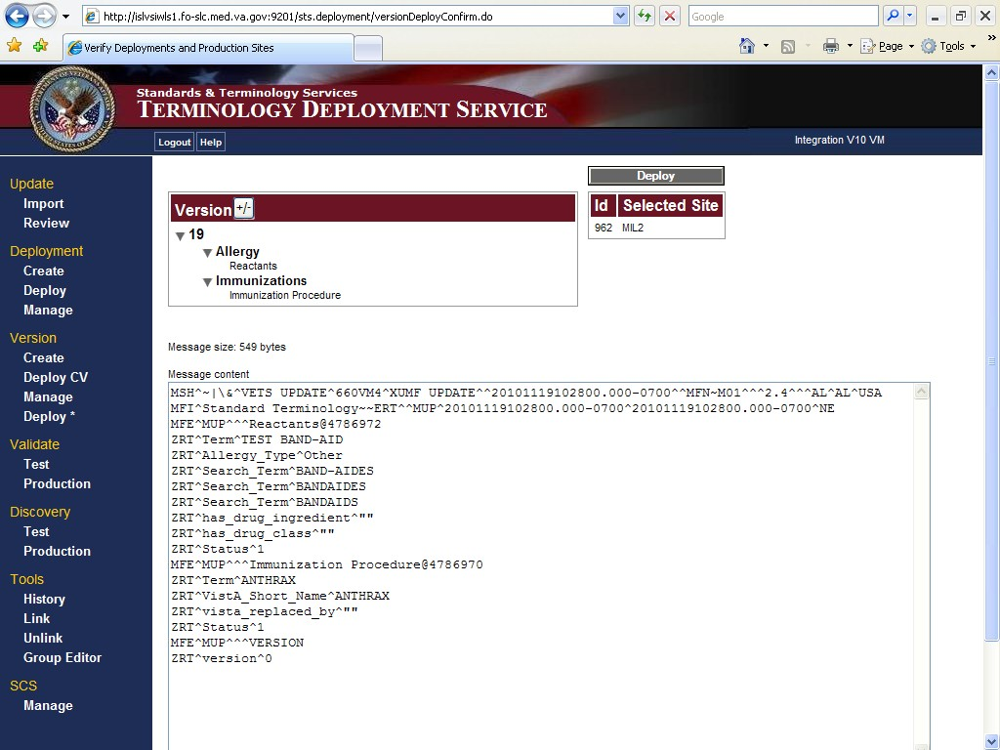 http://islvsiwls1.fo-slc.med.va.gov:9201/sts.deployment/versionDeployConfirm.do
Google
Verify Deployments and Production Sites
Page
Tools
Standards & Terminology Services
TERMINOLOGY DEPLOYMENT SERVICE
Logout
Help
Integration V10 VM
Update
Import
Review
Deployment
Create
Deploy
Manage
Version
Create
Deploy CV
Manage
Deploy *
Validate
Test
Production
Discovery
Test
Production
Tools
History
Link
Unlink
Group Editor
SCS
Manage
Version +/-
19
Allergy
Reactants
Immunizations
Immunization Procedure
Deploy
Id Selected Site
962 MIL2
Message size: 549 bytes
Message content
MSH^~|\&^VETS UPDATE^660VM4^XUMF UPDATE^^20101119102800.000-0700^^MFN~M01^^^2.4^^^AL^AL^USA
MFI^Standard Terminology~~ERT^^MUP^20101119102800.000-0700^20101119102800.000-0700^NE
MFE^MUP^^^Reactants@4786972
ZRT^Term^TEST BAND-AID
ZRT^Allergy_Type^Other
ZRT^Search_Term^BAND-AIDES
ZRT^Search_Term^BANDAIDES
ZRT^Search_Term^BANDAIDS
ZRT^has_drug_ingredient^""
ZRT^has_drug_class^""
ZRT^Status^1
MFE^MUP^^^Immunization Procedure@4786970
ZRT^Term^ANTHRAX
ZRT^VistA_Short_Name^ANTHRAX
ZRT^vista_replaced_by^""
ZRT^Status^1
MFE^MUP^^^VERSION
ZRT^version^0